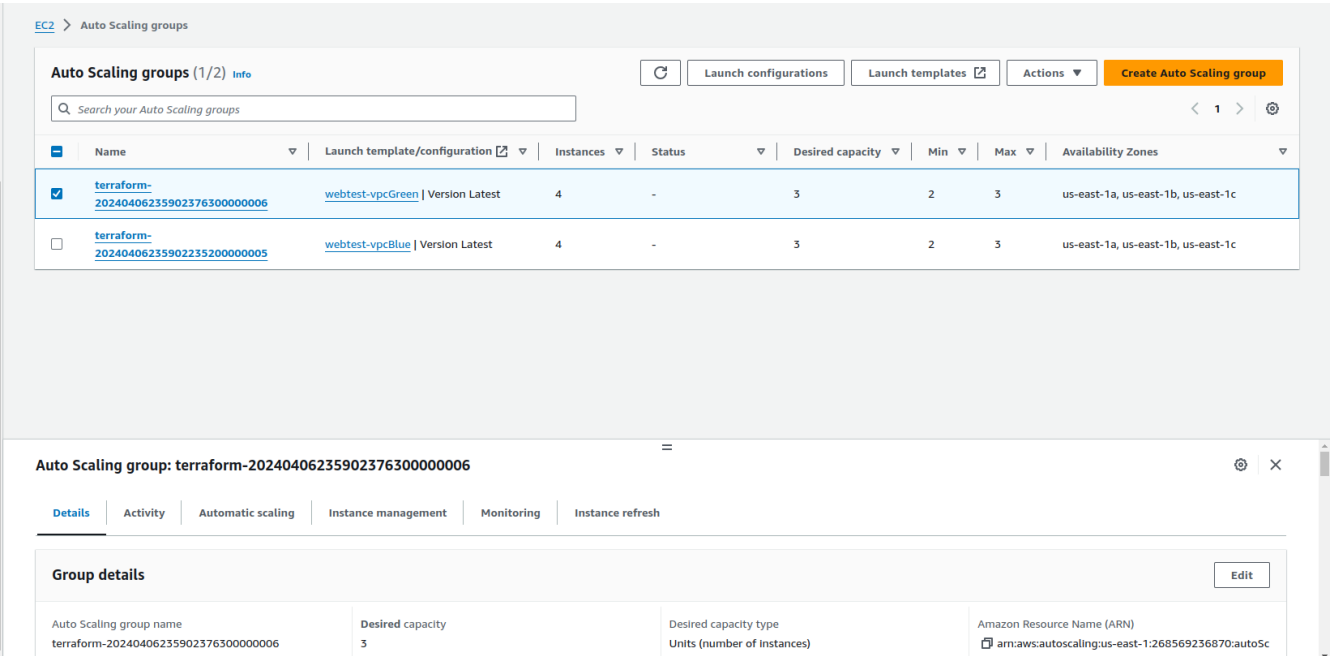 EC2 > Auto Scaling groups
Auto Scaling groups (1/2) Info
Launch configurations
Launch templates
Actions
Create Auto Scaling group
Search your Auto Scaling groups
1
Name Launch template/configuration Instances Status Desired capacity Min Max Availability Zones
terraform-
20240406235902376300000006 webtest-vpcGreen | Version Latest 4 - 3 2 3 us-east-1a, us-east-1b, us-east-1c
terraform-
20240406235902235200000005 webtest-vpcBlue | Version Latest 4 - 3 2 3 us-east-1a, us-east-1b, us-east-1c
Auto Scaling group: terraform-20240406235902376300000006
Details Activity Automatic scaling Instance management Monitoring Instance refresh
Group details
Edit
Auto Scaling group name Desired capacity Desired capacity type Amazon Resource Name (ARN)
terraform-20240406235902376300000006 3 Units (number of instances) arn:aws:autoscaling:us-east-1:268569236870:autoSc